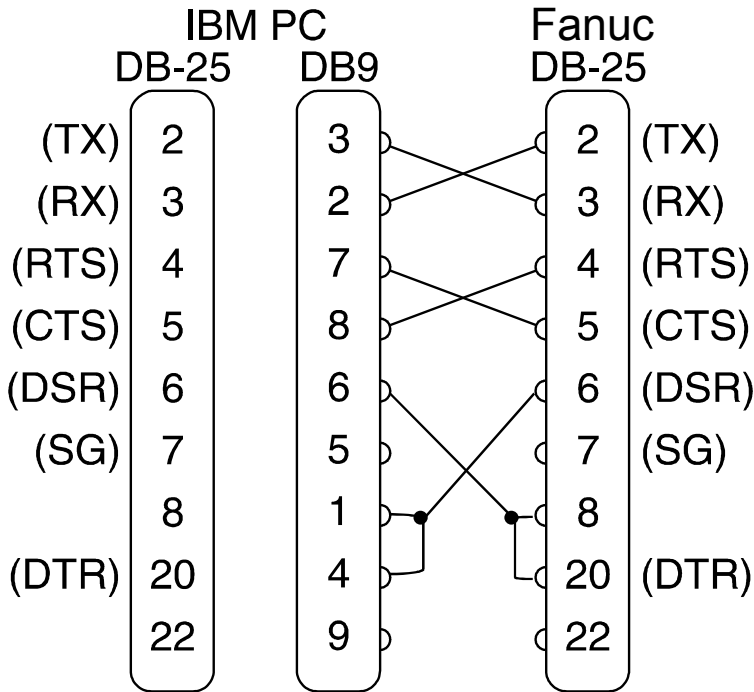 IBM PC Fanuc
DB-25 DB9 DB-25
(TX) 2 3 2 (TX)
(RX) 3 2 3 (RX)
(RTS) 4 7 4 (RTS)
(CTS) 5 8 5 (CTS)
(DSR) 6 6 6 (DSR)
(SG) 7 5 7 (SG)
8 1 8
(DTR) 20 4 20 (DTR)
22 9 22